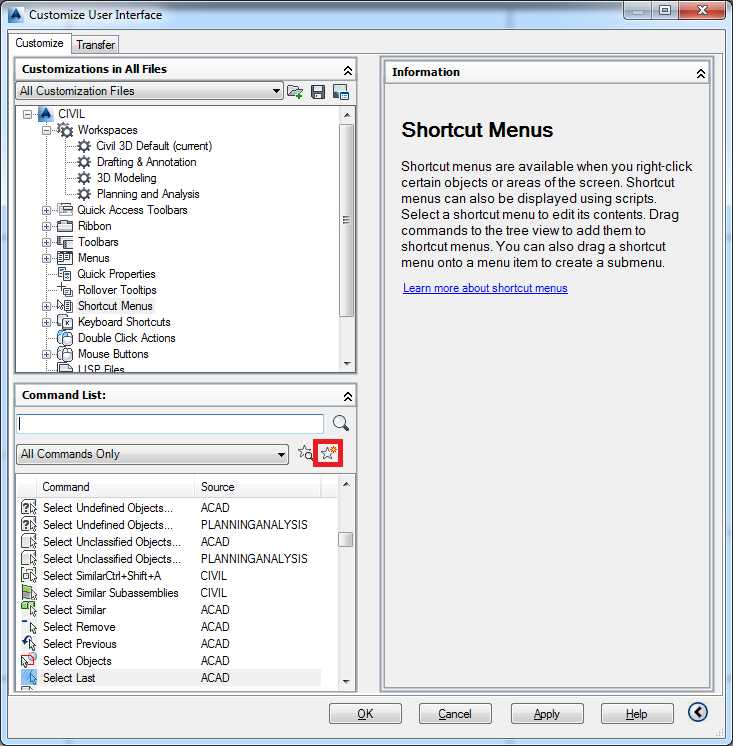 Customize User Interface
Customize
Transfer
Customizations in All Files
All Customization Files
CIVIL
Workspaces
Civil 3D Default (current)
Drafting & Annotation
3D Modeling
Planning and Analysis
Quick Access Toolbars
Ribbon
Toolbars
Menus
Quick Properties
Rollover Tooltips
Shortcut Menus
Keyboard Shortcuts
Double Click Actions
Mouse Buttons
LISP Files
Command List:
All Commands Only
Command Source
Select Undefined Objects... ACAD
Select Undefined Objects... PLANNINGANALYSIS
Select Unclassified Objects... ACAD
Select Unclassified Objects... PLANNINGANALYSIS
Select SimilarCtrl+Shift+A CIVIL
Select Similar Subassemblies CIVIL
Select Similar ACAD
Select Remove ACAD
Select Previous ACAD
Select Objects ACAD
Select Last ACAD
Information
Shortcut Menus
Shortcut menus are available when you right-click
certain objects or areas of the screen. Shortcut
menus can also be displayed using scripts.
Select a shortcut menu to edit its contents. Drag
commands to the tree view to add them to
shortcut menus. You can also drag a shortcut
menu onto a menu item to create a submenu.
Learn more about shortcut menus
OK
Cancel
Apply
Help